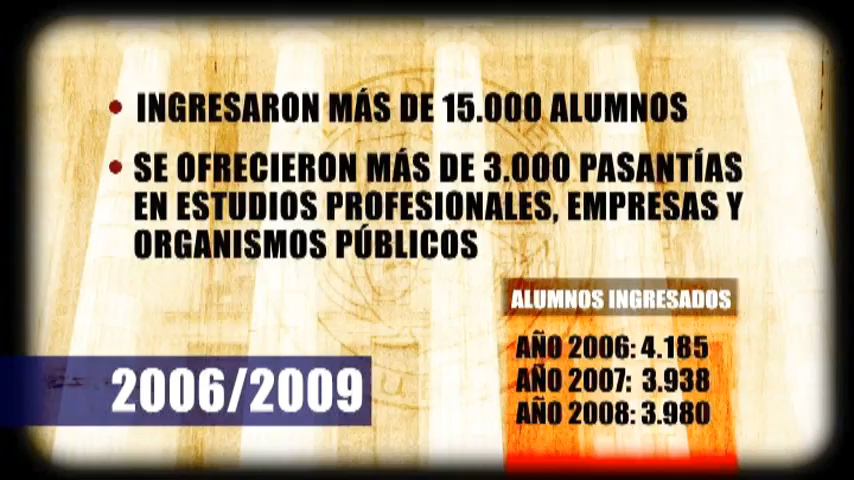 • INGRESARON MÁS DE 15.000 ALUMNOS
• SE OFRECIERON MÁS DE 3.000 PASANTÍAS
EN ESTUDIOS PROFESIONALES, EMPRESAS Y
ORGANISMOS PÚBLICOS
ALUMNOS INGRESADOS
AÑO 2006: 4.185
AÑO 2007: 3.938
AÑO 2008: 3.980
2006/2009